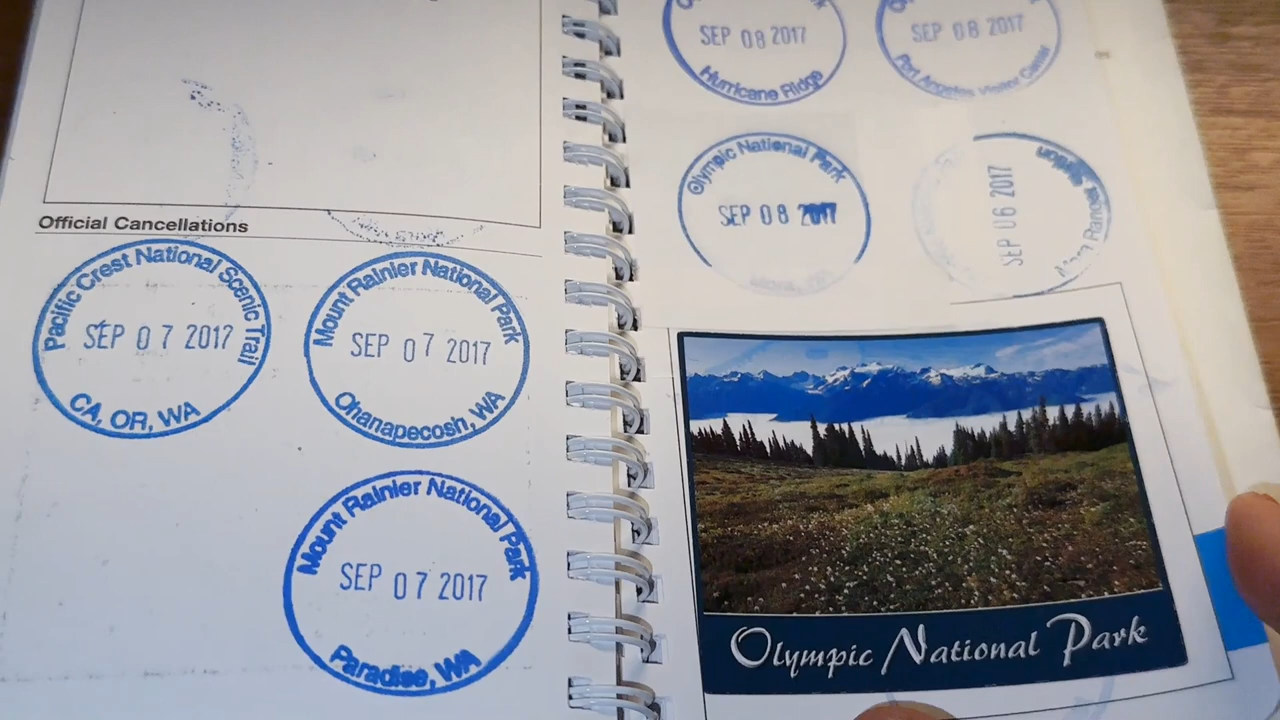 Official Cancellations
Pacific Crest National Scenic Trail
SEP 07 2017
CA, OR, WA
Mount Rainier National Park
SEP 07 2017
Ohanapecosh, WA
Mount Rainier National Park
SEP 07 2017
Paradise, WA
SEP 08 2017
Hurricane Ridge
SEP 08 2017
Port Angeles Visitor Center
Olympic National Park
SEP 08 2017
SEP 06 2017
Olympic National Park